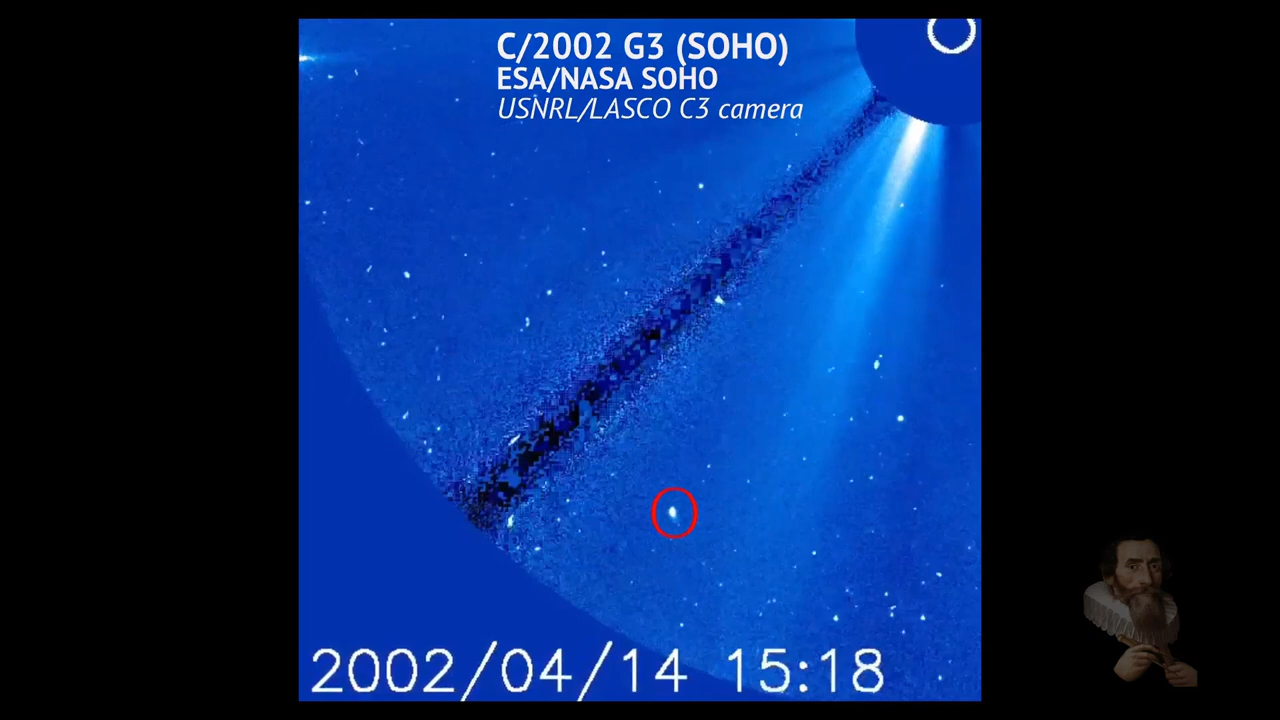 C/2002 G3 (SOHO)
ESA/NASA SOHO
USNRL/LASCO C3 camera
2002/04/14 15:18